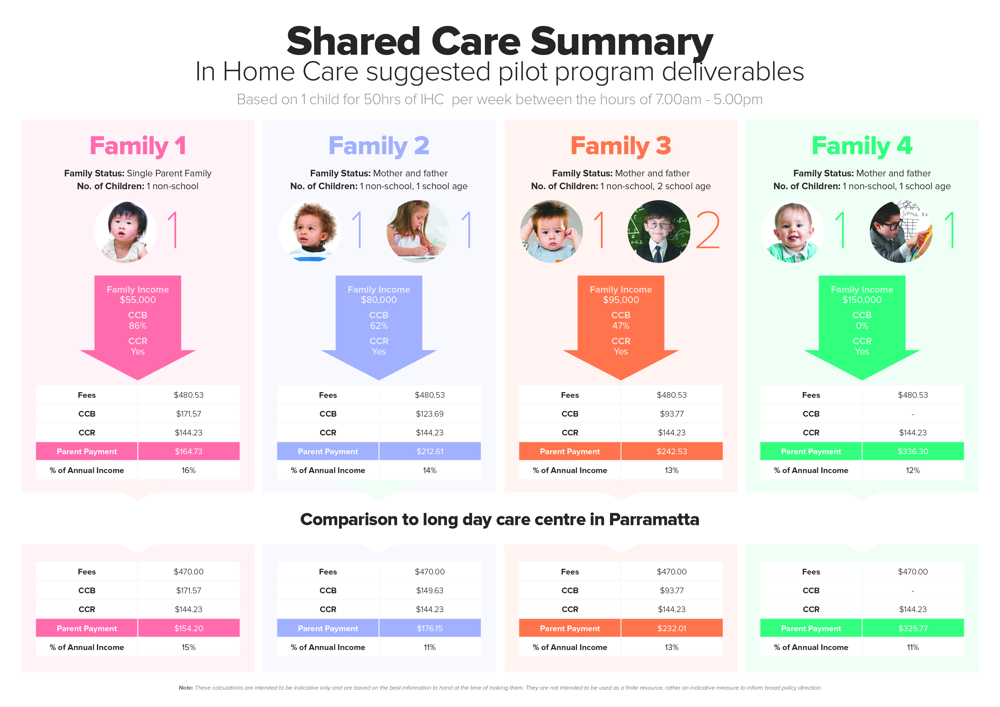 Shared Care Summary
In Home Care suggested pilot program deliverables
Based on 1 child for 50hrs of IHC  per week between the hours of 7.00am - 5.00pm
Family 1
Family Status: Single Parent Family
No. of Children: 1 non-school
1
Family Income
$55,000
CCB
86%
CCR
Yes
Fees $480.53
CCB $171.57
CCR $144.23
Parent Payment $164.73
% of Annual Income 16%
Family 2
Family Status: Mother and father
No. of Children: 1 non-school, 1 school age
1 1
Family Income
$80,000
CCB
62%
CCR
Yes
Fees $480.53
CCB $123.69
CCR $144.23
Parent Payment $212.61
% of Annual Income 14%
Family 3
Family Status: Mother and father
No. of Children: 1 non-school, 2 school age
1 2
Family Income
$95,000
CCB
47%
CCR
Yes
Fees $480.53
CCB $93.77
CCR $144.23
Parent Payment $242.53
% of Annual Income 13%
Family 4
Family Status: Mother and father
No. of Children: 1 non-school, 1 school age
1 1
Family Income
$150,000
CCB
0%
CCR
Yes
Fees $480.53
CCB -
CCR $144.23
Parent Payment $336.30
% of Annual Income 12%
Comparison to long day care centre in Parramatta
Fees $470.00
CCB $171.57
CCR $144.23
Parent Payment $154.20
% of Annual Income 15%
Fees $470.00
CCB $149.63
CCR $144.23
Parent Payment $176.15
% of Annual Income 11%
Fees $470.00
CCB $93.77
CCR $144.23
Parent Payment $232.01
% of Annual Income 13%
Fees $470.00
CCB -
CCR $144.23
Parent Payment $325.77
% of Annual Income 11%
Note: These calculations are intended to be indicative only and are based on the best information to hand at the time of making them. They are not intended to be used as a finite resource, rather an indicative measure to inform broad policy direction.